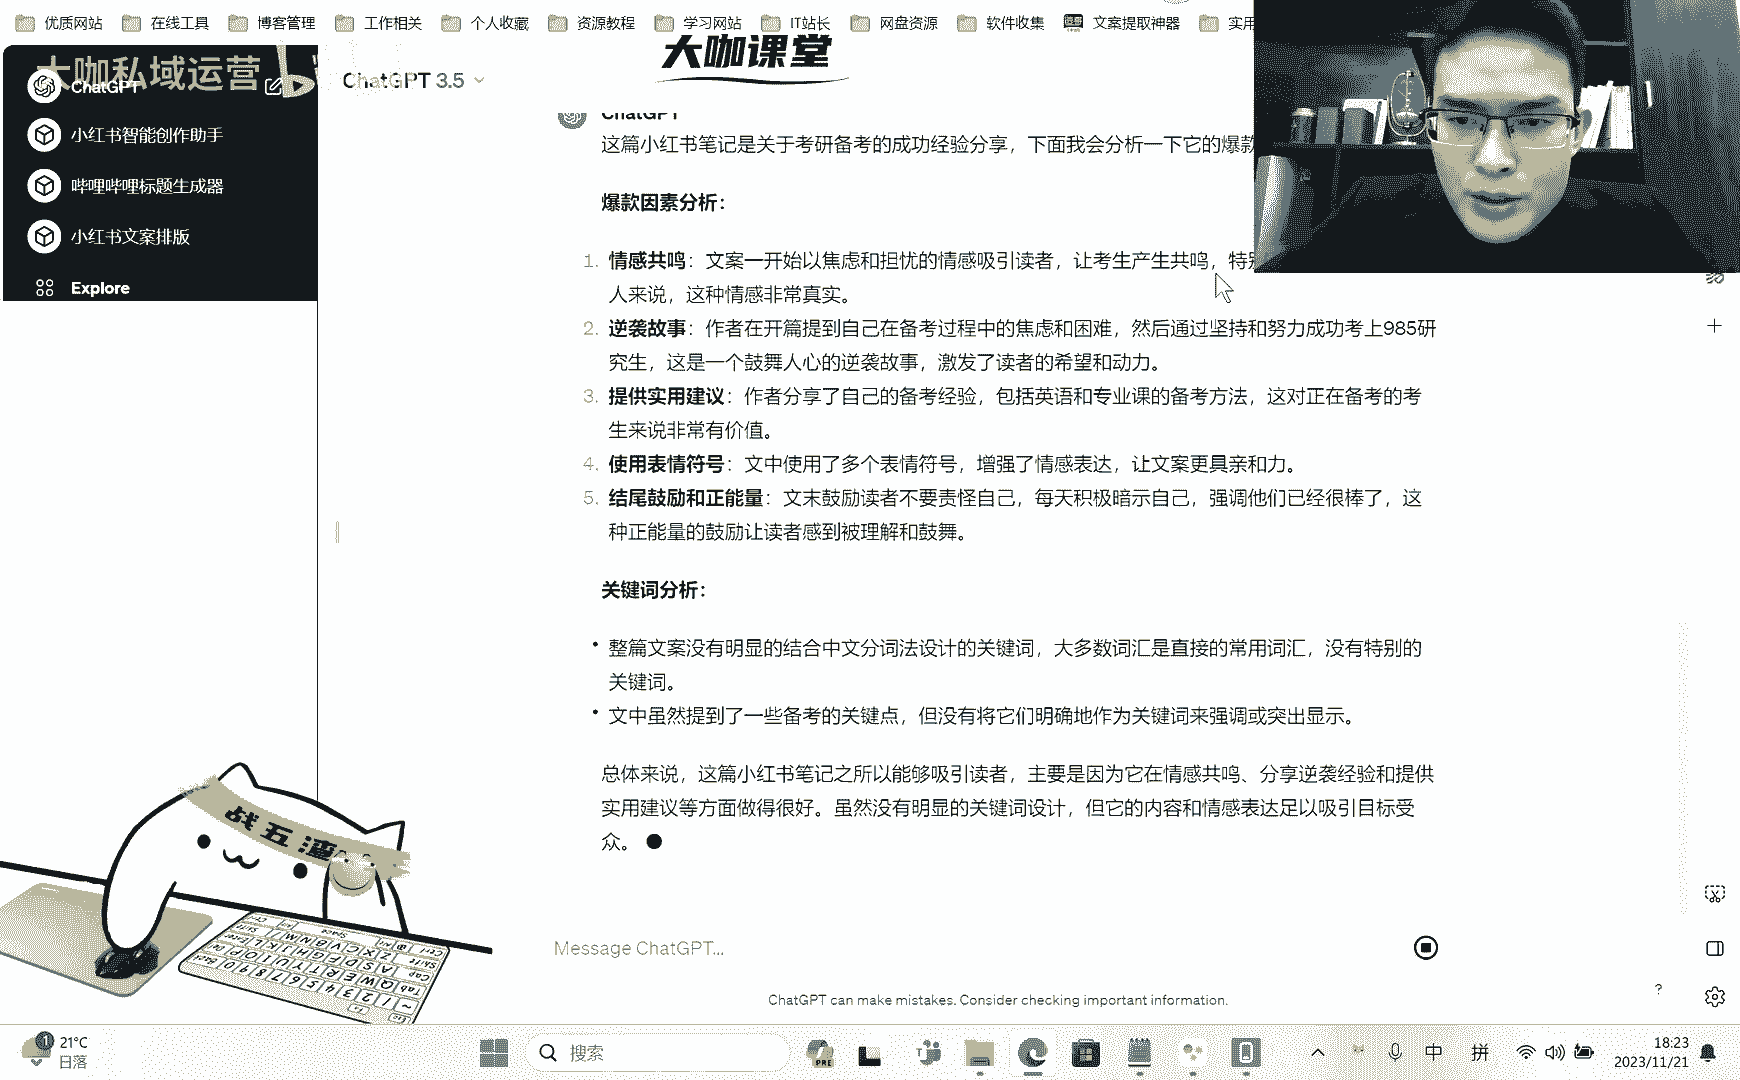 优质网站 在线工具 博客管理 工作相关 个人收藏 资源教程 学习网站 IT站长 网盘资源 软件收集 文案提取神器 实用
大咖私域运营
大咖课堂
ChatGPT
ChatGPT 3.5
小红书智能创作助手
哔哩哔哩标题生成器
小红书文案排版
Explore
ChatGPT
这篇小红书笔记是关于考研备考的成功经验分享，下面我会分析一下它的爆款
爆款因素分析：
1. 情感共鸣：文案一开始以焦虑和担忧的情感吸引读者，让考生产生共鸣，特别
人来说，这种情感非常真实。
2. 逆袭故事：作者在开篇提到自己在备考过程中的焦虑和困难，然后通过坚持和努力成功考上985研
究生，这是一个鼓舞人心的逆袭故事，激发了读者的希望和动力。
3. 提供实用建议：作者分享了自己的备考经验，包括英语和专业课的备考方法，这对正在备考的考
生来说非常有价值。
4. 使用表情符号：文中使用了多个表情符号，增强了情感表达，让文案更具亲和力。
5. 结尾鼓励和正能量：文末鼓励读者不要责怪自己，每天积极暗示自己，强调他们已经很棒了，这
种正能量的鼓励让读者感到被理解和鼓舞。
关键词分析：
• 整篇文案没有明显的结合中文分词法设计的关键词，大多数词汇是直接的常用词汇，没有特别的
关键词。
• 文中虽然提到了一些备考的关键点，但没有将它们明确地作为关键词来强调或突出显示。
总体来说，这篇小红书笔记之所以能够吸引读者，主要是因为它在情感共鸣、分享逆袭经验和提供
实用建议等方面做得很好。虽然没有明显的关键词设计，但它的内容和情感表达足以吸引目标受
众。
战五渣
Message ChatGPT...
ChatGPT can make mistakes. Consider checking important information.
?
1
21°C
日落
搜索
PRE
中
拼
18:23
2023/11/21